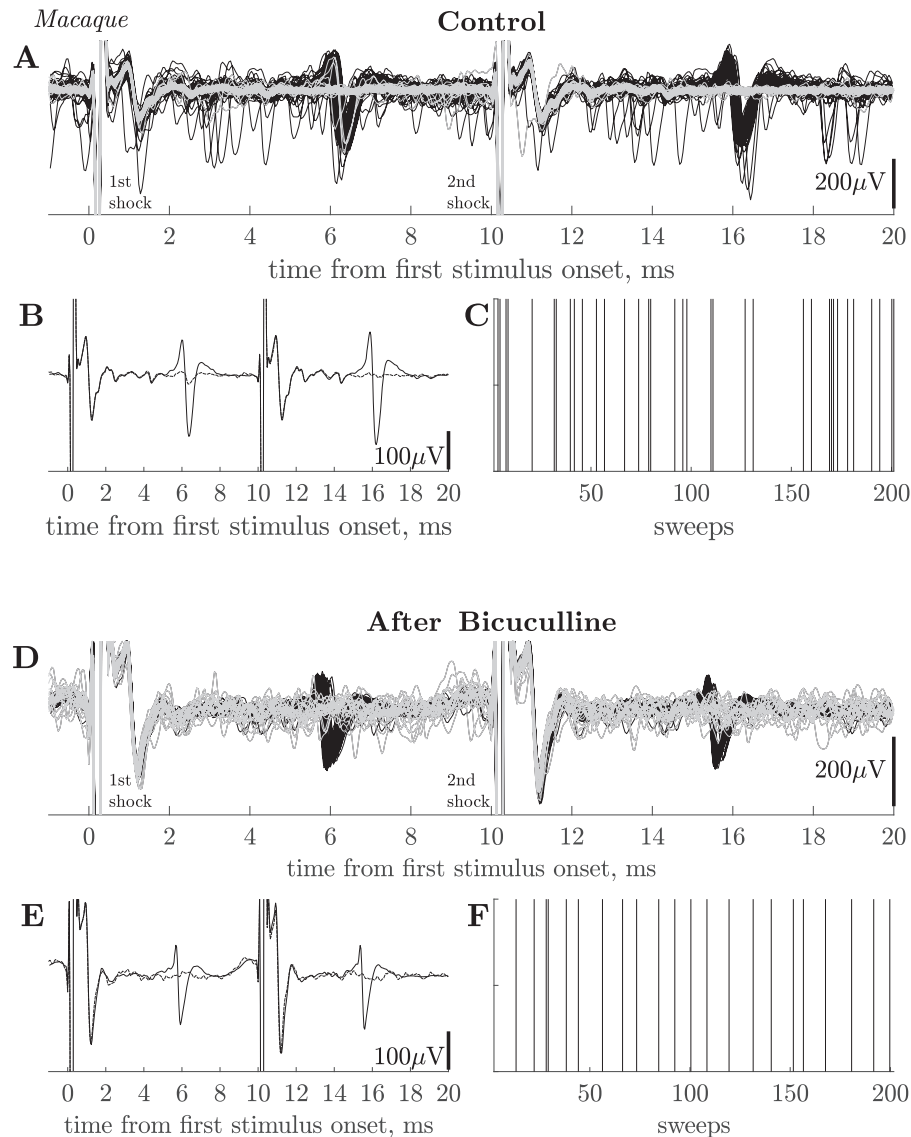 Macaque
Control
A
1st
shock
2nd
shock
200µV
0 2 4 6 8 10 12 14 16 18 20
time from first stimulus onset, ms
B
100µV
0 2 4 6 8 10 12 14 16 18 20
time from first stimulus onset, ms
C
50 100 150 200
sweeps
After Bicuculline
D
1st
shock
2nd
shock
200µV
0 2 4 6 8 10 12 14 16 18 20
time from first stimulus onset, ms
E
100µV
0 2 4 6 8 10 12 14 16 18 20
time from first stimulus onset, ms
F
50 100 150 200
sweeps